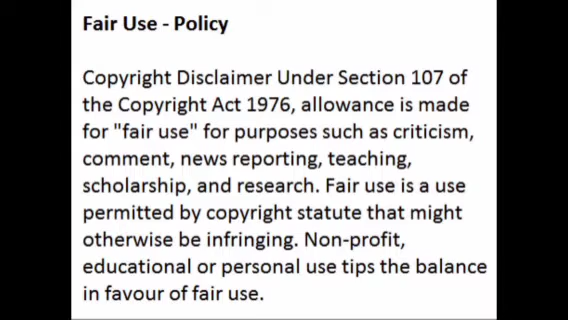 Fair Use - Policy
Copyright Disclaimer Under Section 107 of
the Copyright Act 1976, allowance is made
for "fair use" for purposes such as criticism,
comment, news reporting, teaching,
scholarship, and research. Fair use is a use
permitted by copyright statute that might
otherwise be infringing. Non-profit,
educational or personal use tips the balance
in favour of fair use.